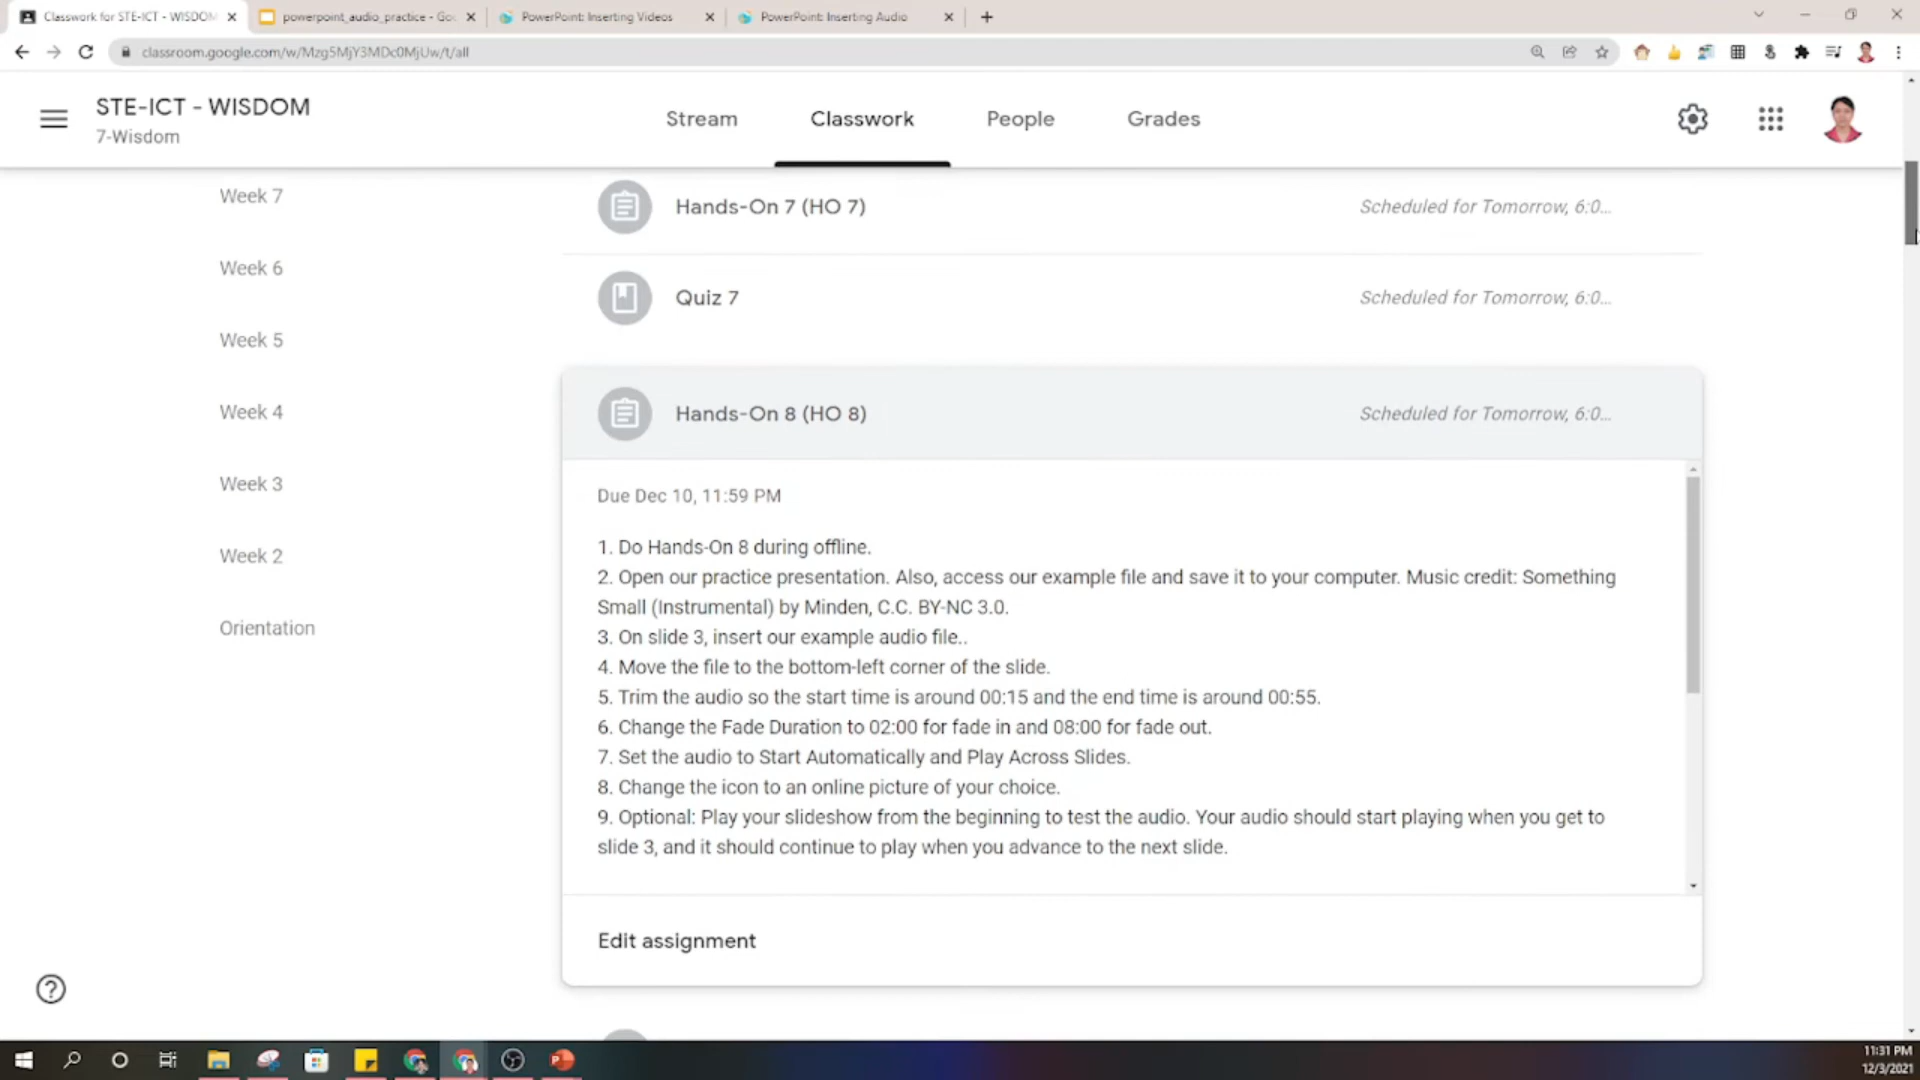 Classroom for STE-ICT - WISDOM
powerpoint_audio_practice - Go
PowerPoint: Inserting Videos
PowerPoint: Inserting Audio
classroom.google.com/w/Mzg5MjY3MDc0MjUw/t/all
STE-ICT - WISDOM
7-Wisdom
Stream
Classwork
People
Grades
Week 7
Week 6
Week 5
Week 4
Week 3
Week 2
Orientation
Hands-On 7 (HO 7)
Scheduled for Tomorrow, 6:0...
Quiz 7
Scheduled for Tomorrow, 6:0...
Hands-On 8 (HO 8)
Scheduled for Tomorrow, 6:0...
Due Dec 10, 11:59 PM
1. Do Hands-On 8 during offline.
2. Open our practice presentation. Also, access our example file and save it to your computer. Music credit: Something
Small (Instrumental) by Minden, C.C. BY-NC 3.0.
3. On slide 3, insert our example audio file..
4. Move the file to the bottom-left corner of the slide.
5. Trim the audio so the start time is around 00:15 and the end time is around 00:55.
6. Change the Fade Duration to 02:00 for fade in and 08:00 for fade out.
7. Set the audio to Start Automatically and Play Across Slides.
8. Change the icon to an online picture of your choice.
9. Optional: Play your slideshow from the beginning to test the audio. Your audio should start playing when you get to
slide 3, and it should continue to play when you advance to the next slide.
Edit assignment
11:31 PM
12/3/2021